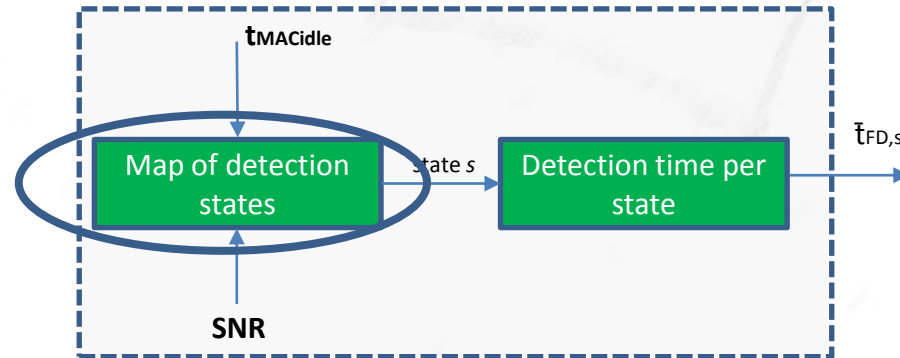 tMACidle
Map of detection
states
state s
Detection time per
state
t̄FD,s
SNR